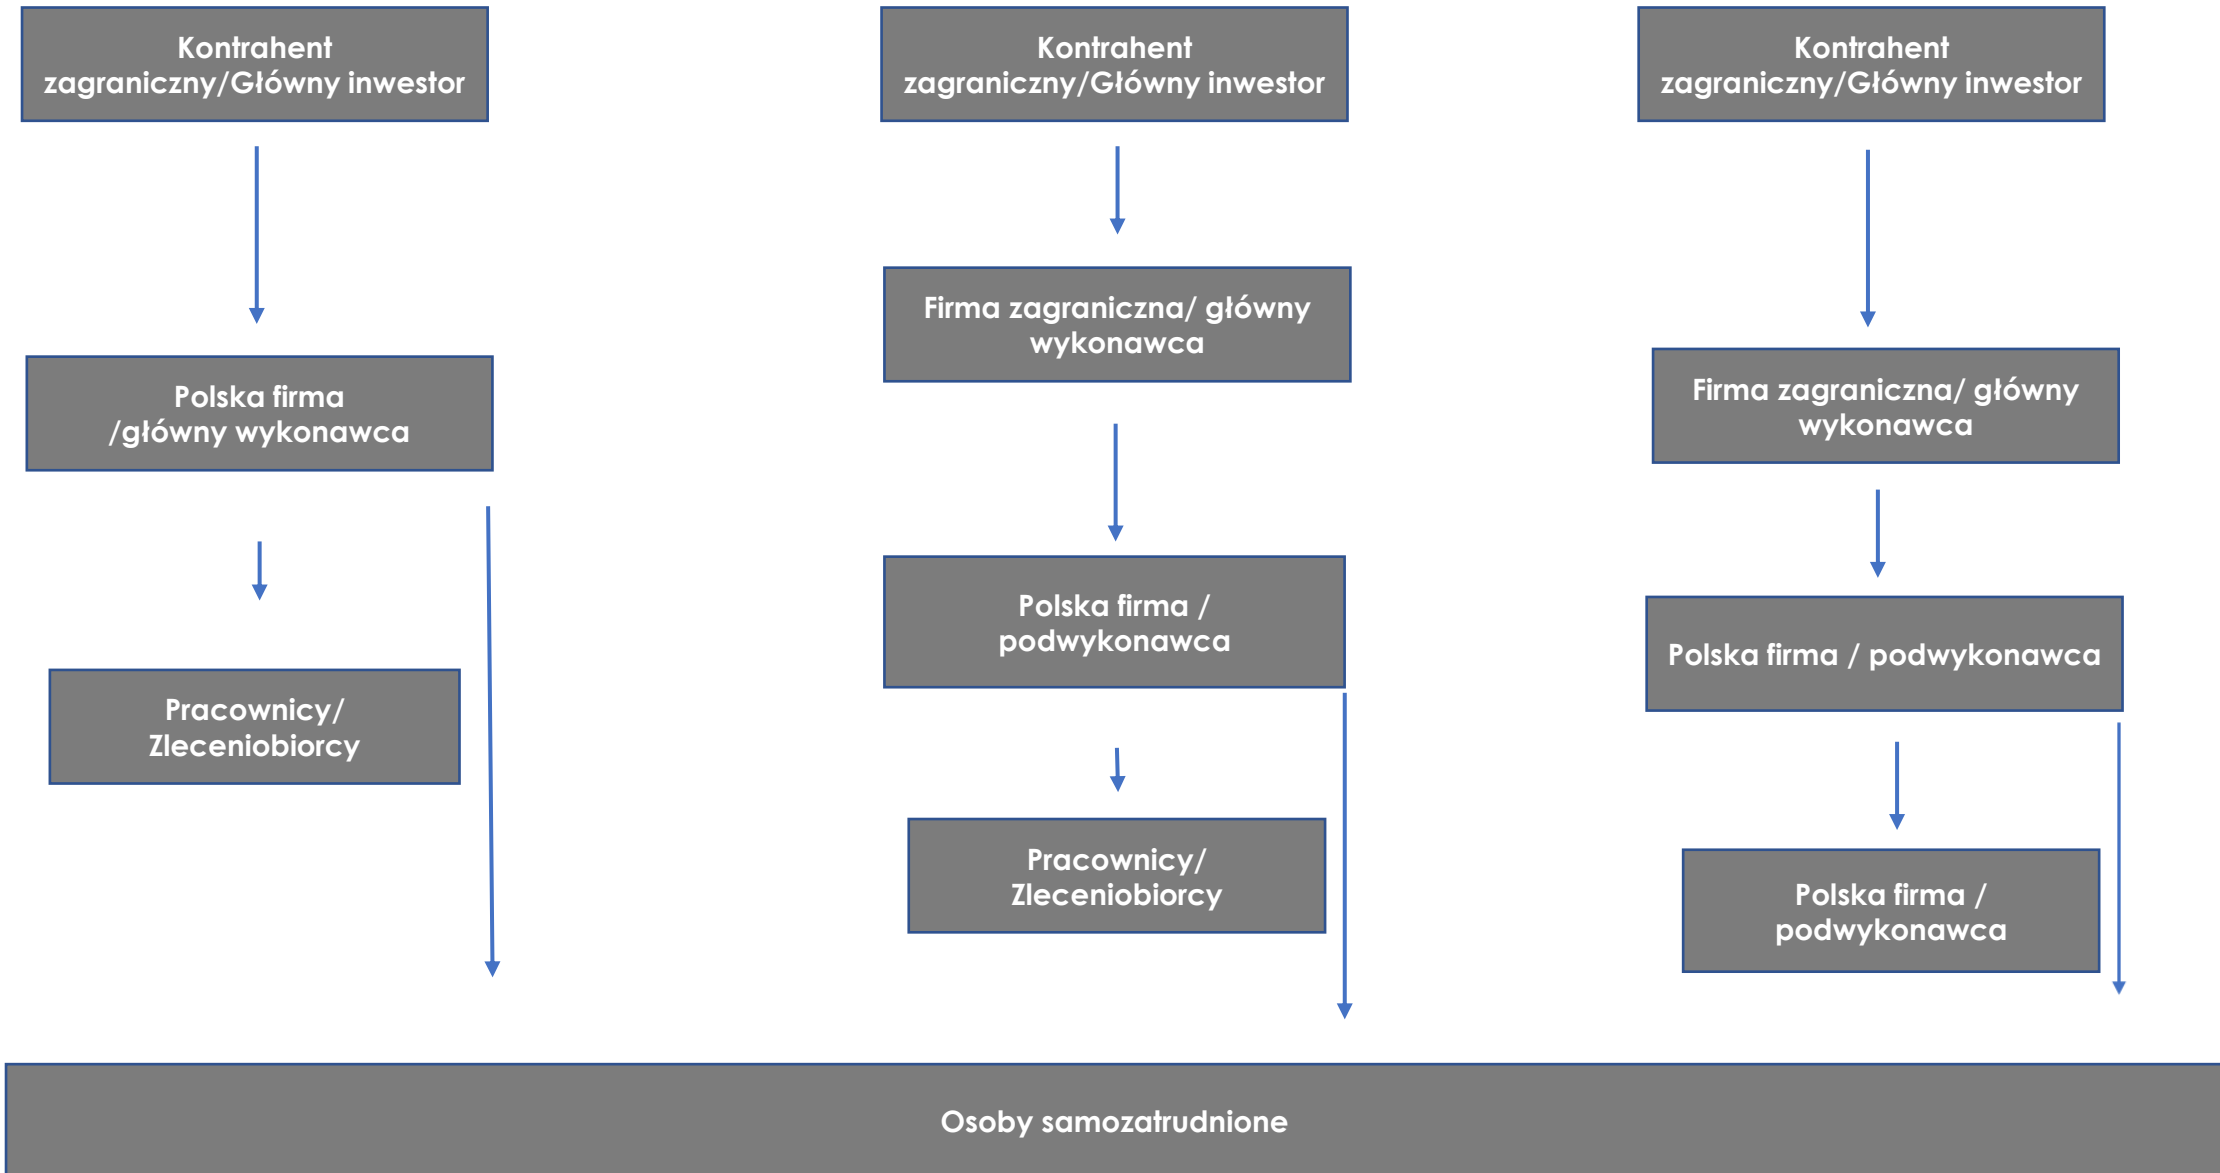 Kontrahent
zagraniczny/Główny inwestor
Polska firma
/główny wykonawca
Pracownicy/
Zleceniobiorcy
Kontrahent
zagraniczny/Główny inwestor
Firma zagraniczna/ główny
wykonawca
Polska firma /
podwykonawca
Pracownicy/
Zleceniobiorcy
Kontrahent
zagraniczny/Główny inwestor
Firma zagraniczna/ główny
wykonawca
Polska firma / podwykonawca
Polska firma /
podwykonawca
Osoby samozatrudnione